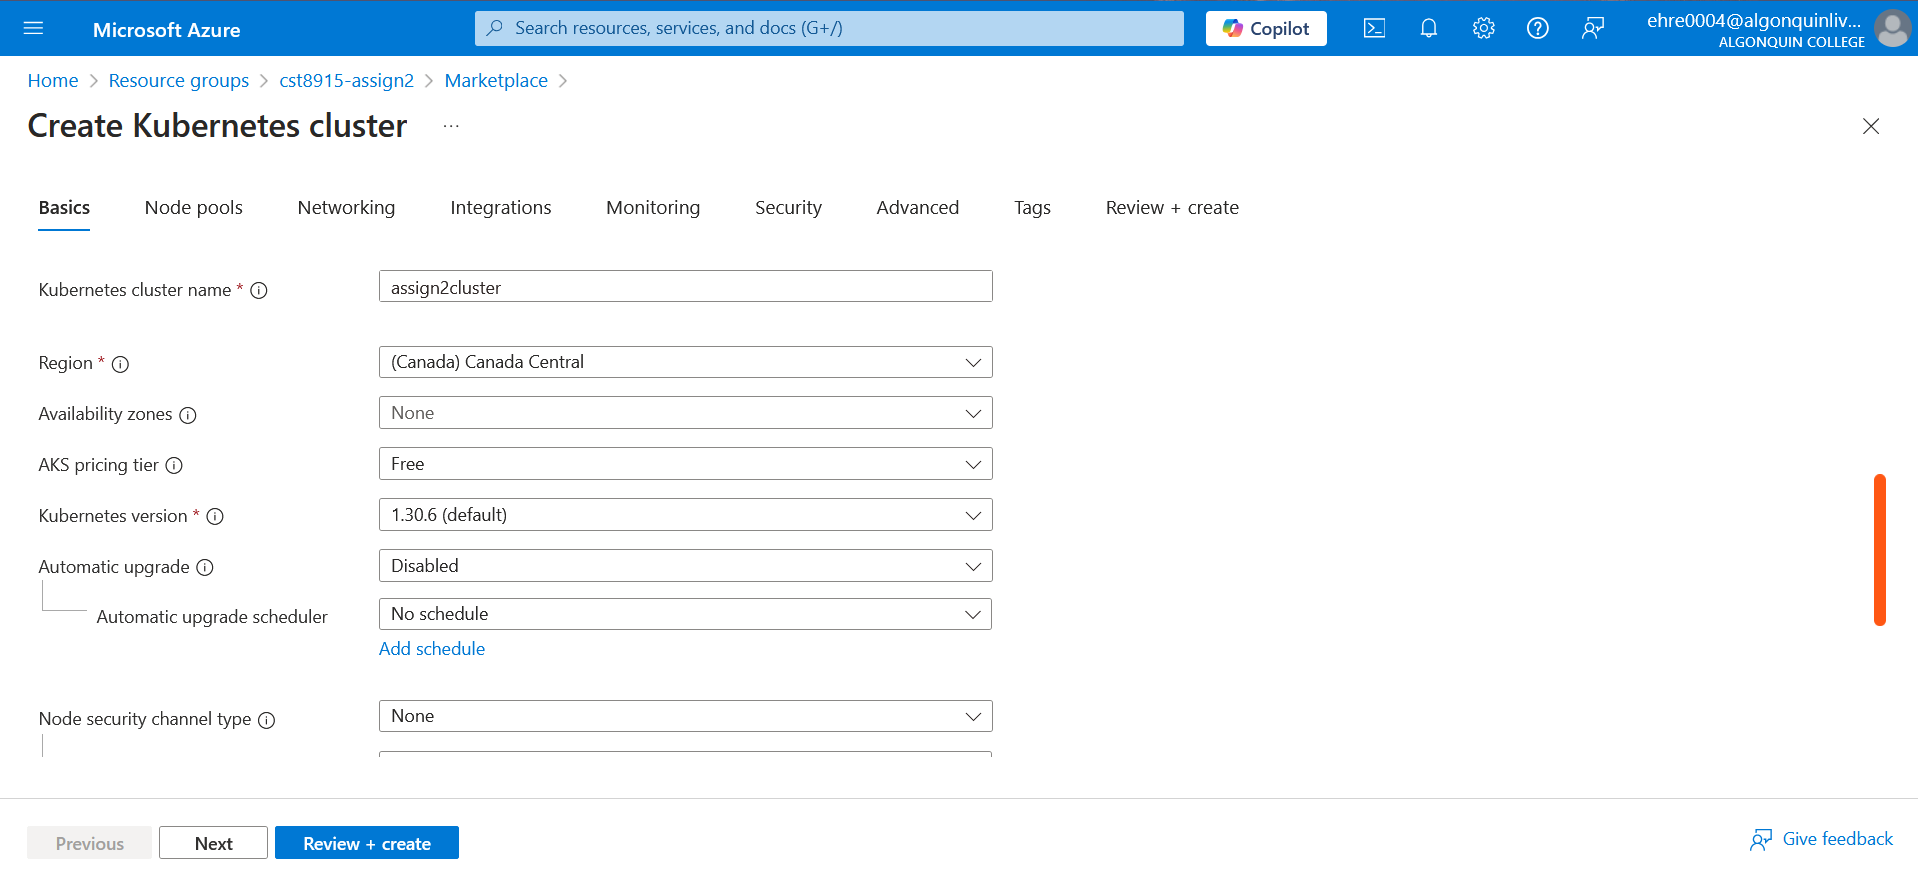 Microsoft Azure
Search resources, services, and docs (G+/)
Copilot
ehre0004@algonquinliv...
ALGONQUIN COLLEGE
Home > Resource groups > cst8915-assign2 > Marketplace >
Create Kubernetes cluster ...
Basics Node pools Networking Integrations Monitoring Security Advanced Tags Review + create
Kubernetes cluster name * assign2cluster
Region * (Canada) Canada Central
Availability zones None
AKS pricing tier Free
Kubernetes version * 1.30.6 (default)
Automatic upgrade Disabled
Automatic upgrade scheduler No schedule
Add schedule
Node security channel type None
Previous Next Review + create Give feedback